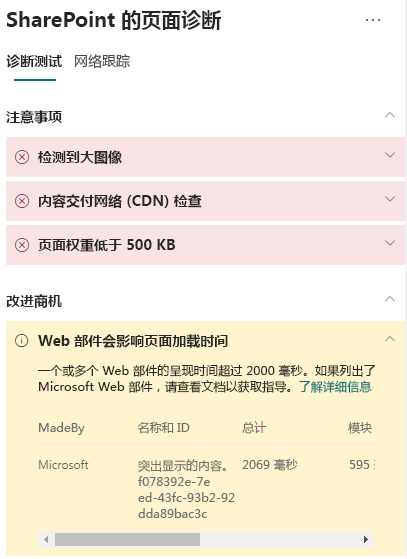 SharePoint 的页面诊断
诊断测试 网络跟踪
注意事项
检测到大图像
内容交付网络 (CDN) 检查
页面权重低于 500 KB
改进商机
Web 部件会影响页面加载时间
一个或多个 Web 部件的呈现时间超过 2000 毫秒。如果列出了
Microsoft Web 部件，请查看文档以获取指导。了解详细信息
MadeBy 名称和 ID 总计 模块
Microsoft 突出显示的内容。 2069 毫秒 595
f078392e-7e
ed-43fc-93b2-92
dda89bac3c